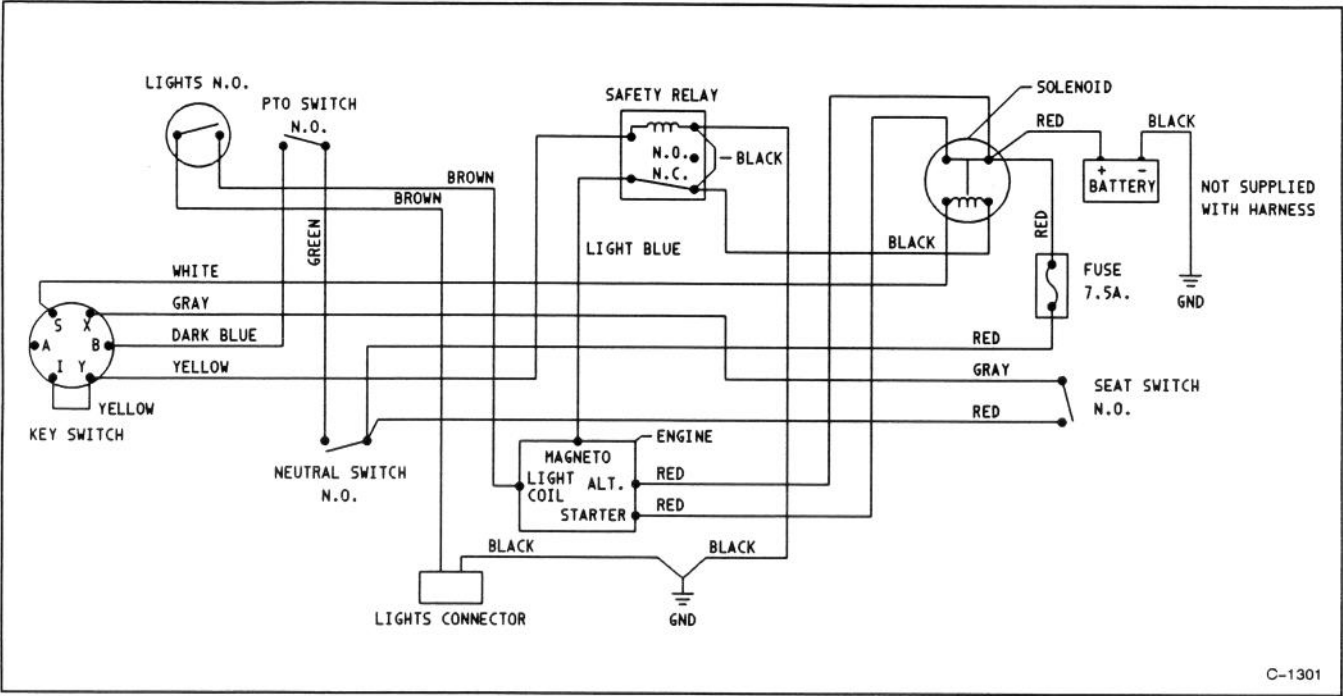 LIGHTS N.O.
PTO SWITCH
N.O.
SAFETY RELAY
N.O.
N.C.
BLACK
SOLENOID
RED
BLACK
+ -
BATTERY
NOT SUPPLIED
WITH HARNESS
GND
BROWN
BROWN
GREEN
LIGHT BLUE
BLACK
RED
FUSE
7.5A.
WHITE
GRAY
DARK BLUE
YELLOW
S X
A B
I Y
YELLOW
KEY SWITCH
RED
GRAY
RED
SEAT SWITCH
N.O.
NEUTRAL SWITCH
N.O.
ENGINE
MAGNETO
LIGHT
COIL
ALT.
STARTER
RED
RED
BLACK
BLACK
LIGHTS CONNECTOR
GND
C-1301